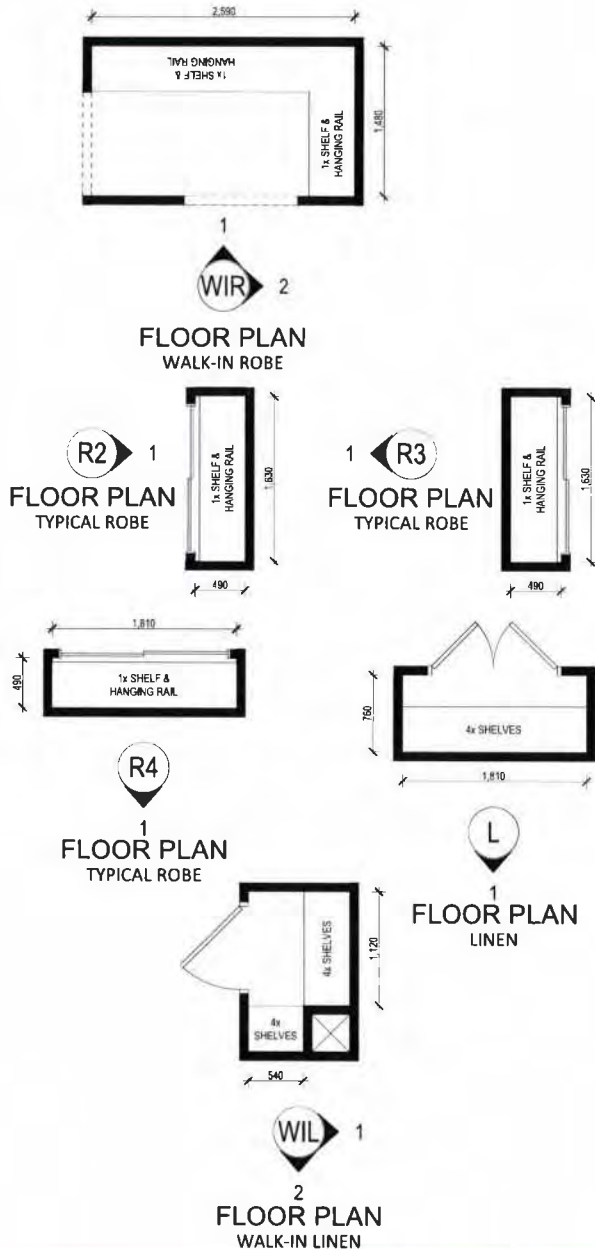 2,590
1x SHELF &
HANGING RAIL
1x SHELF &
HANGING RAIL
1,480
1
WIR 2
FLOOR PLAN
WALK-IN ROBE
R2 1
FLOOR PLAN
TYPICAL ROBE
1x SHELF &
HANGING RAIL
1,630
490
1 R3
FLOOR PLAN
TYPICAL ROBE
1x SHELF &
HANGING RAIL
1,630
490
1,810
490
1x SHELF &
HANGING RAIL
R4
1
FLOOR PLAN
TYPICAL ROBE
760
4x SHELVES
1,810
L
1
FLOOR PLAN
LINEN
4x SHELVES
1,120
4x
SHELVES
540
WIL 1
2
FLOOR PLAN
WALK-IN LINEN